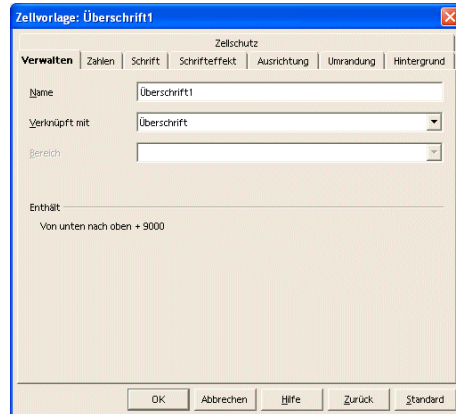 Zellvorlage: Überschrift1
Zellschutz
Verwalten Zahlen Schrift Schrifteffekt Ausrichtung Umrandung Hintergrund
Name Überschrift1
Verknüpft mit Überschrift
Bereich
Enthält
Von unten nach oben + 9000
OK Abbrechen Hilfe Zurück Standard